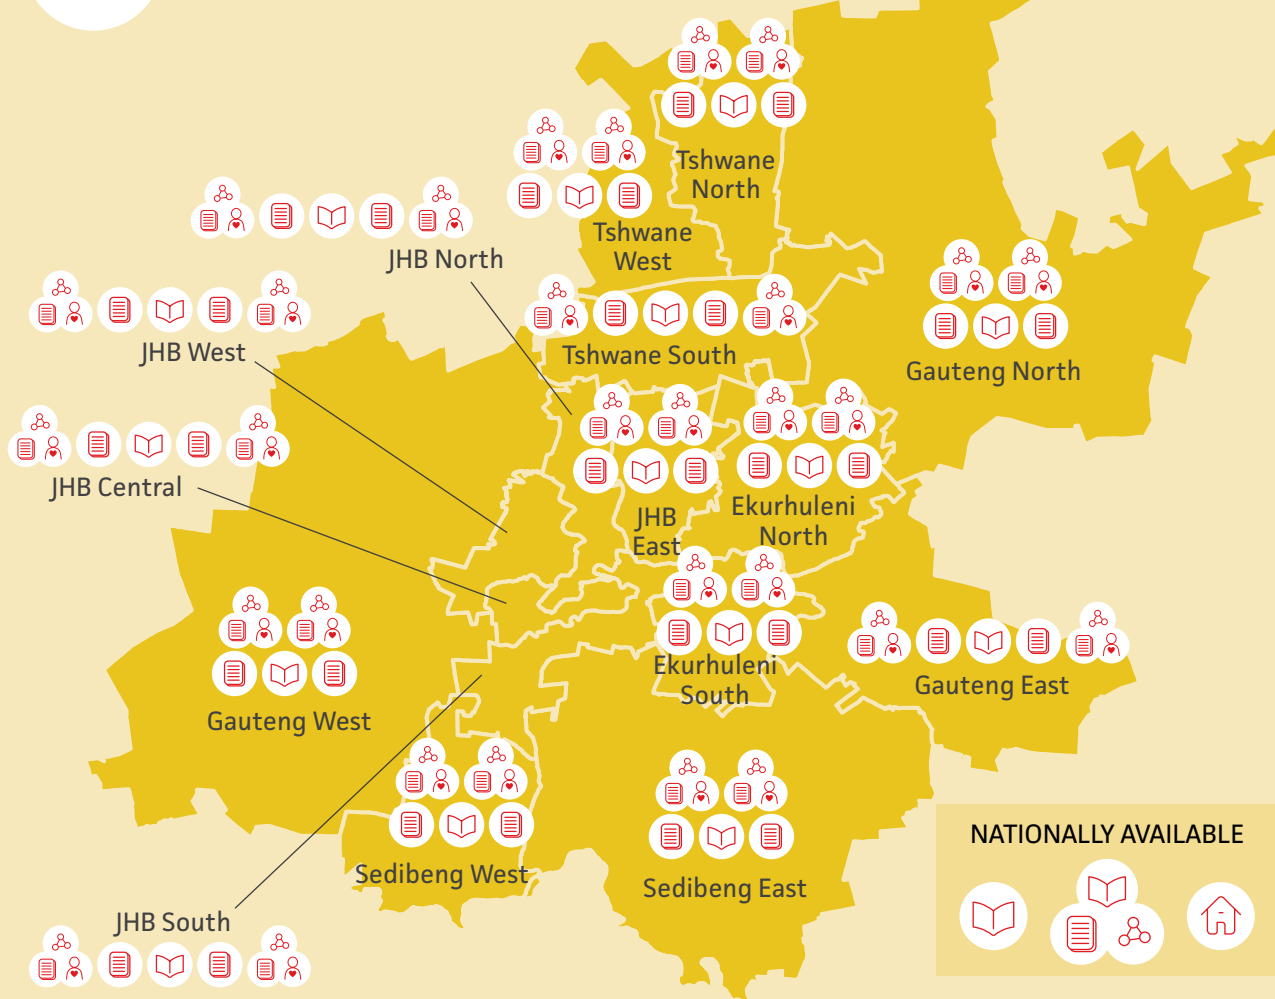 Tshwane
North
Tshwane
West
JHB North
JHB West
Tshwane South
Gauteng North
JHB Central
JHB
East
Ekurhuleni
North
Ekurhuleni
South
Gauteng East
Gauteng West
Sedibeng West
Sedibeng East
JHB South
NATIONALLY AVAILABLE